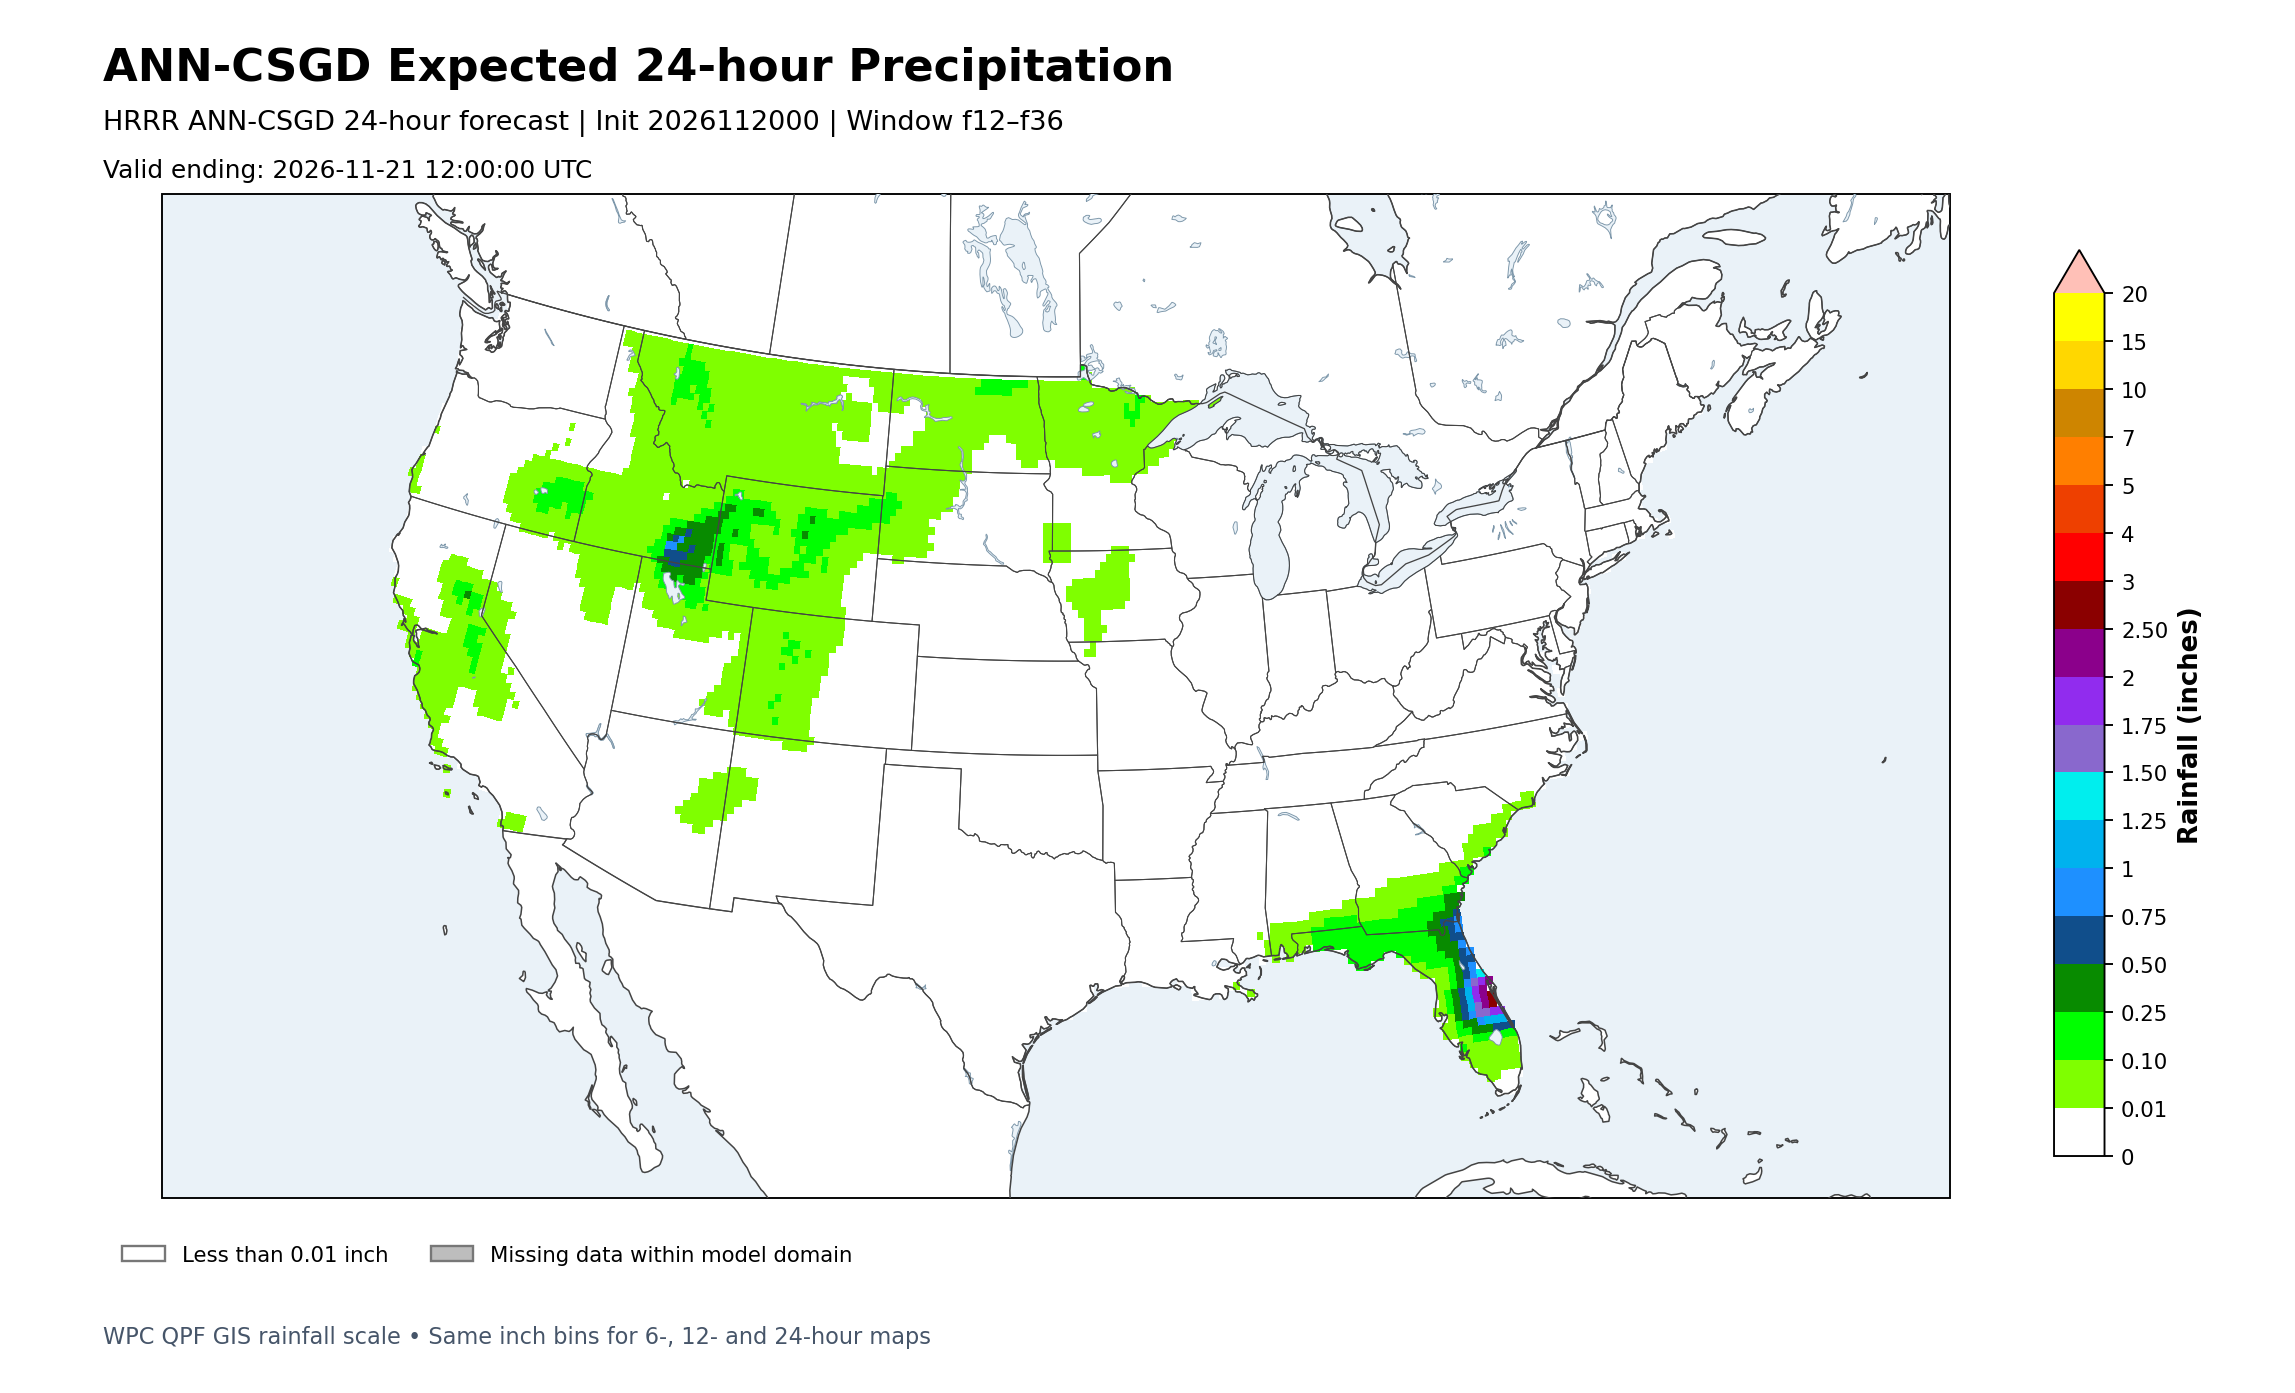 ANN-CSGD Expected 24-hour Precipitation
HRRR ANN-CSGD 24-hour forecast | Init 2026112000 | Window f12–f36
Valid ending: 2026-11-21 12:00:00 UTC
20
15
10
7
5
4
3
2.50
2
1.75
1.50
1.25
1
0.75
0.50
0.25
0.10
0.01
0
Rainfall (inches)
Less than 0.01 inch
Missing data within model domain
WPC QPF GIS rainfall scale • Same inch bins for 6-, 12- and 24-hour maps